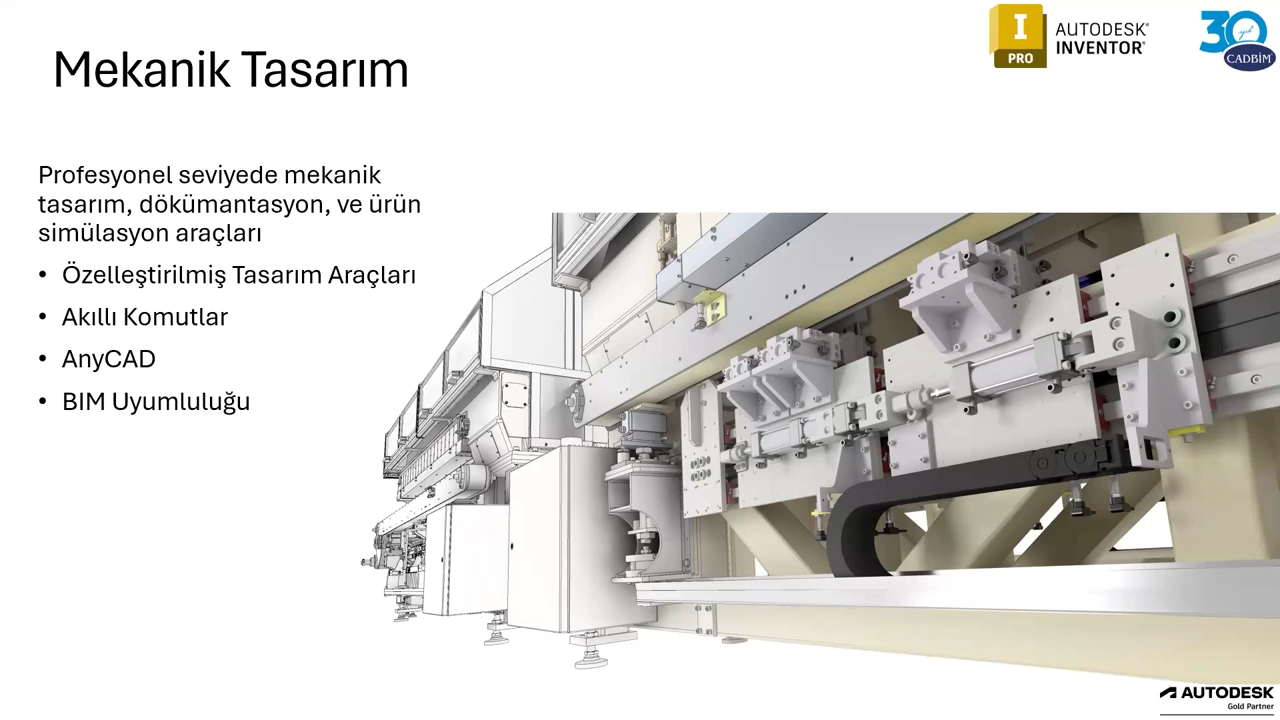 I
PRO
AUTODESK
INVENTOR
30
yıl
CADBİM
Mekanik Tasarım
Profesyonel seviyede mekanik
tasarım, dökümantasyon, ve ürün
simülasyon araçları
• Özelleştirilmiş Tasarım Araçları
• Akıllı Komutlar
• AnyCAD
• BIM Uyumluluğu
AUTODESK
Gold Partner